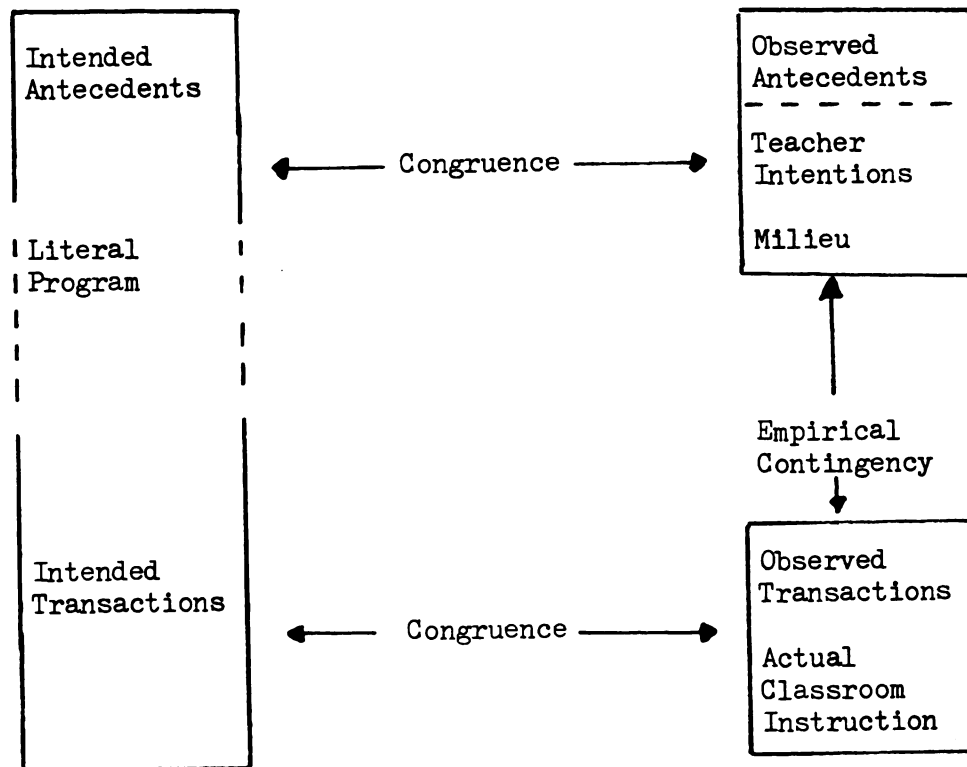 Intended
Antecedents
Literal
Program
Intended
Transactions
Congruence
Congruence
Observed
Antecedents
Teacher
Intentions
Milieu
Empirical
Contingency
Observed
Transactions
Actual
Classroom
Instruction